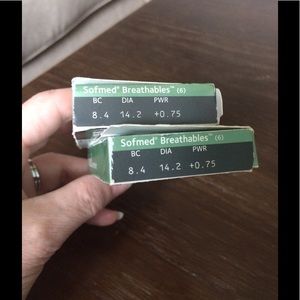 Sofmed® Breathables™ (6)
BC DIA PWR
8.4 14.2 +0.75
Sofmed® Breathables™ (6)
BC DIA PWR
8.4 14.2 +0.75